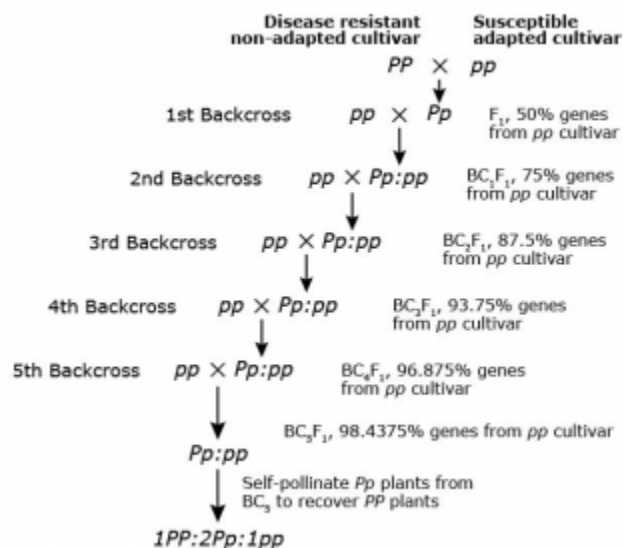 Disease resistant Susceptible
non-adapted cultivar adapted cultivar
PP × pp
1st Backcross pp × Pp F₁, 50% genes
from pp cultivar
2nd Backcross pp × Pp:pp BC₁F₁, 75% genes
from pp cultivar
3rd Backcross pp × Pp:pp BC₂F₁, 87.5% genes
from pp cultivar
4th Backcross pp × Pp:pp BC₃F₁, 93.75% genes
from pp cultivar
5th Backcross pp × Pp:pp BC₄F₁, 96.875% genes
from pp cultivar
BC₅F₁, 98.4375% genes from pp cultivar
Pp:pp
Self-pollinate Pp plants from
BC₅ to recover PP plants
1PP:2Pp:1pp